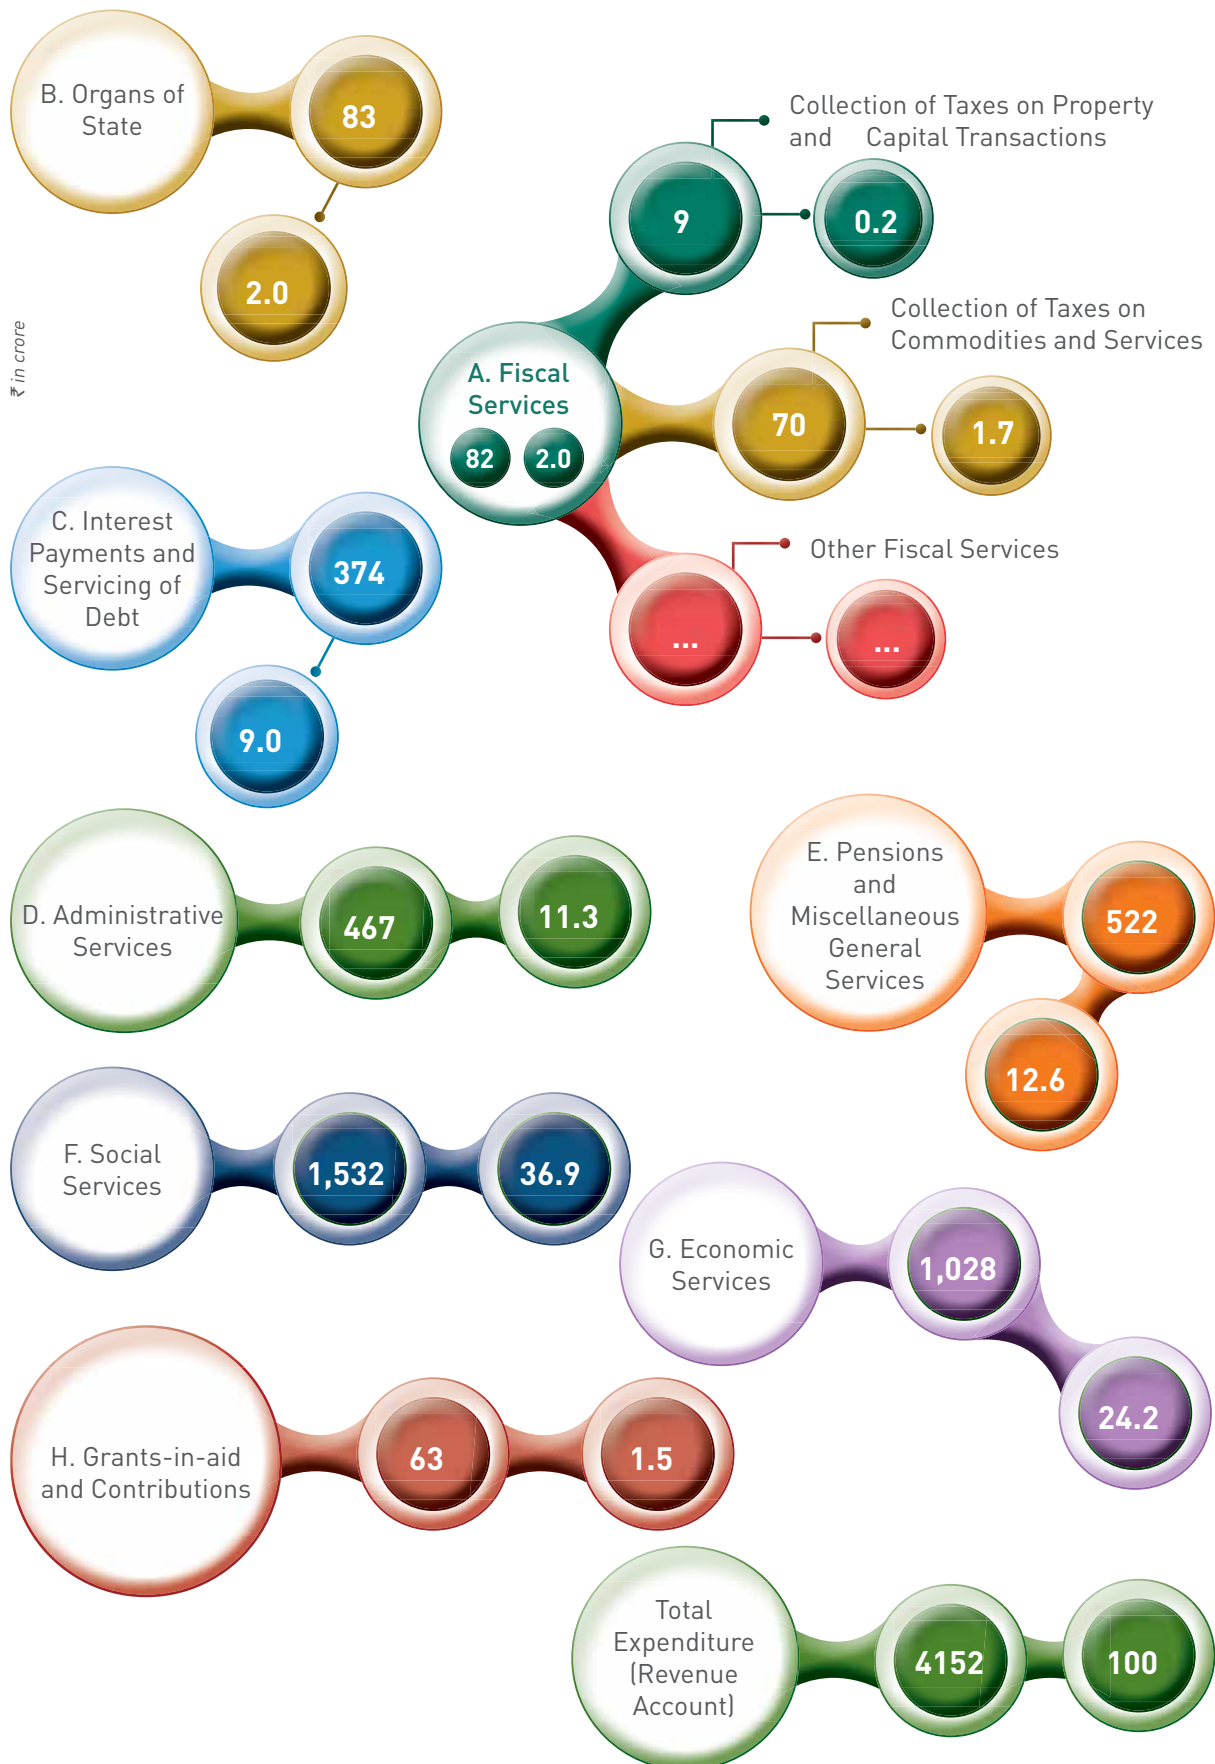 B. Organs of
State
83
2.0
₹ in crore
Collection of Taxes on Property
and Capital Transactions
9
0.2
Collection of Taxes on
Commodities and Services
A. Fiscal
Services
82 2.0
70
1.7
Other Fiscal Services
...
...
C. Interest
Payments and
Servicing of
Debt
374
9.0
D. Administrative
Services
467
11.3
E. Pensions
and
Miscellaneous
General
Services
522
12.6
F. Social
Services
1,532
36.9
G. Economic
Services
1,028
24.2
H. Grants-in-aid
and Contributions
63
1.5
Total
Expenditure
(Revenue
Account)
4152
100